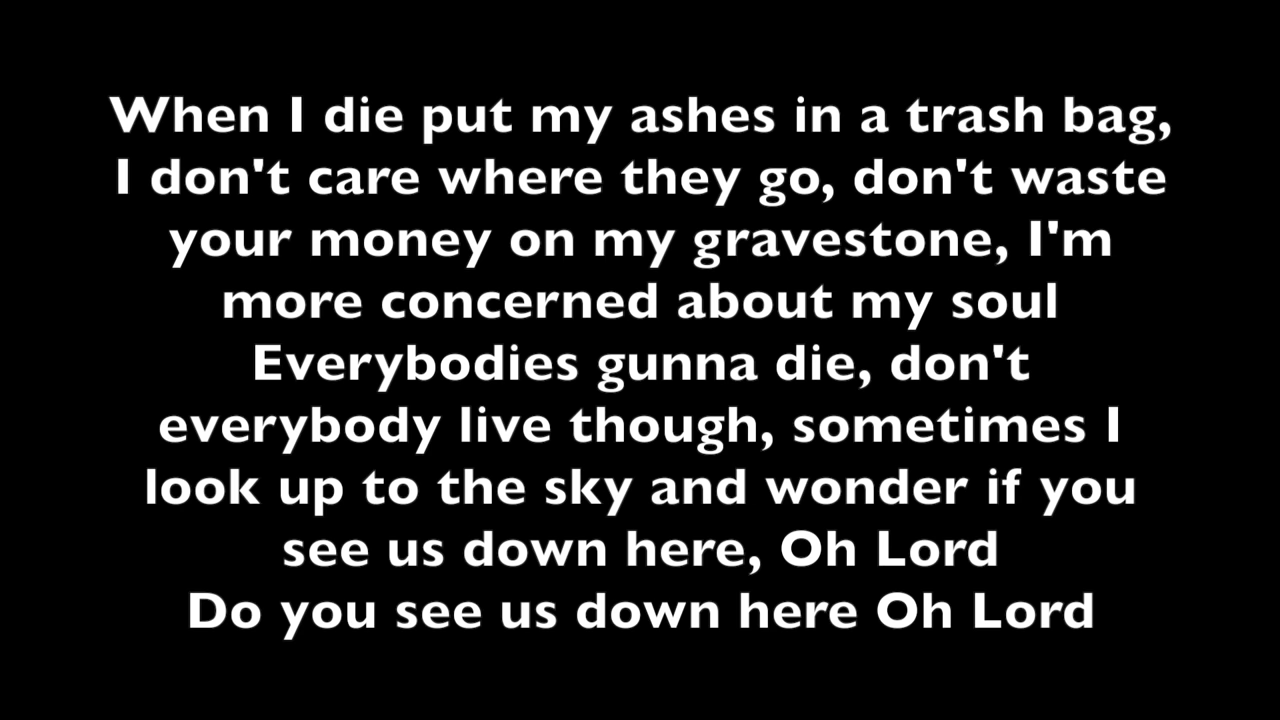 When I die put my ashes in a trash bag,
I don't care where they go, don't waste
your money on my gravestone, I'm
more concerned about my soul
Everybodies gunna die, don't
everybody live though, sometimes I
look up to the sky and wonder if you
see us down here, Oh Lord
Do you see us down here Oh Lord